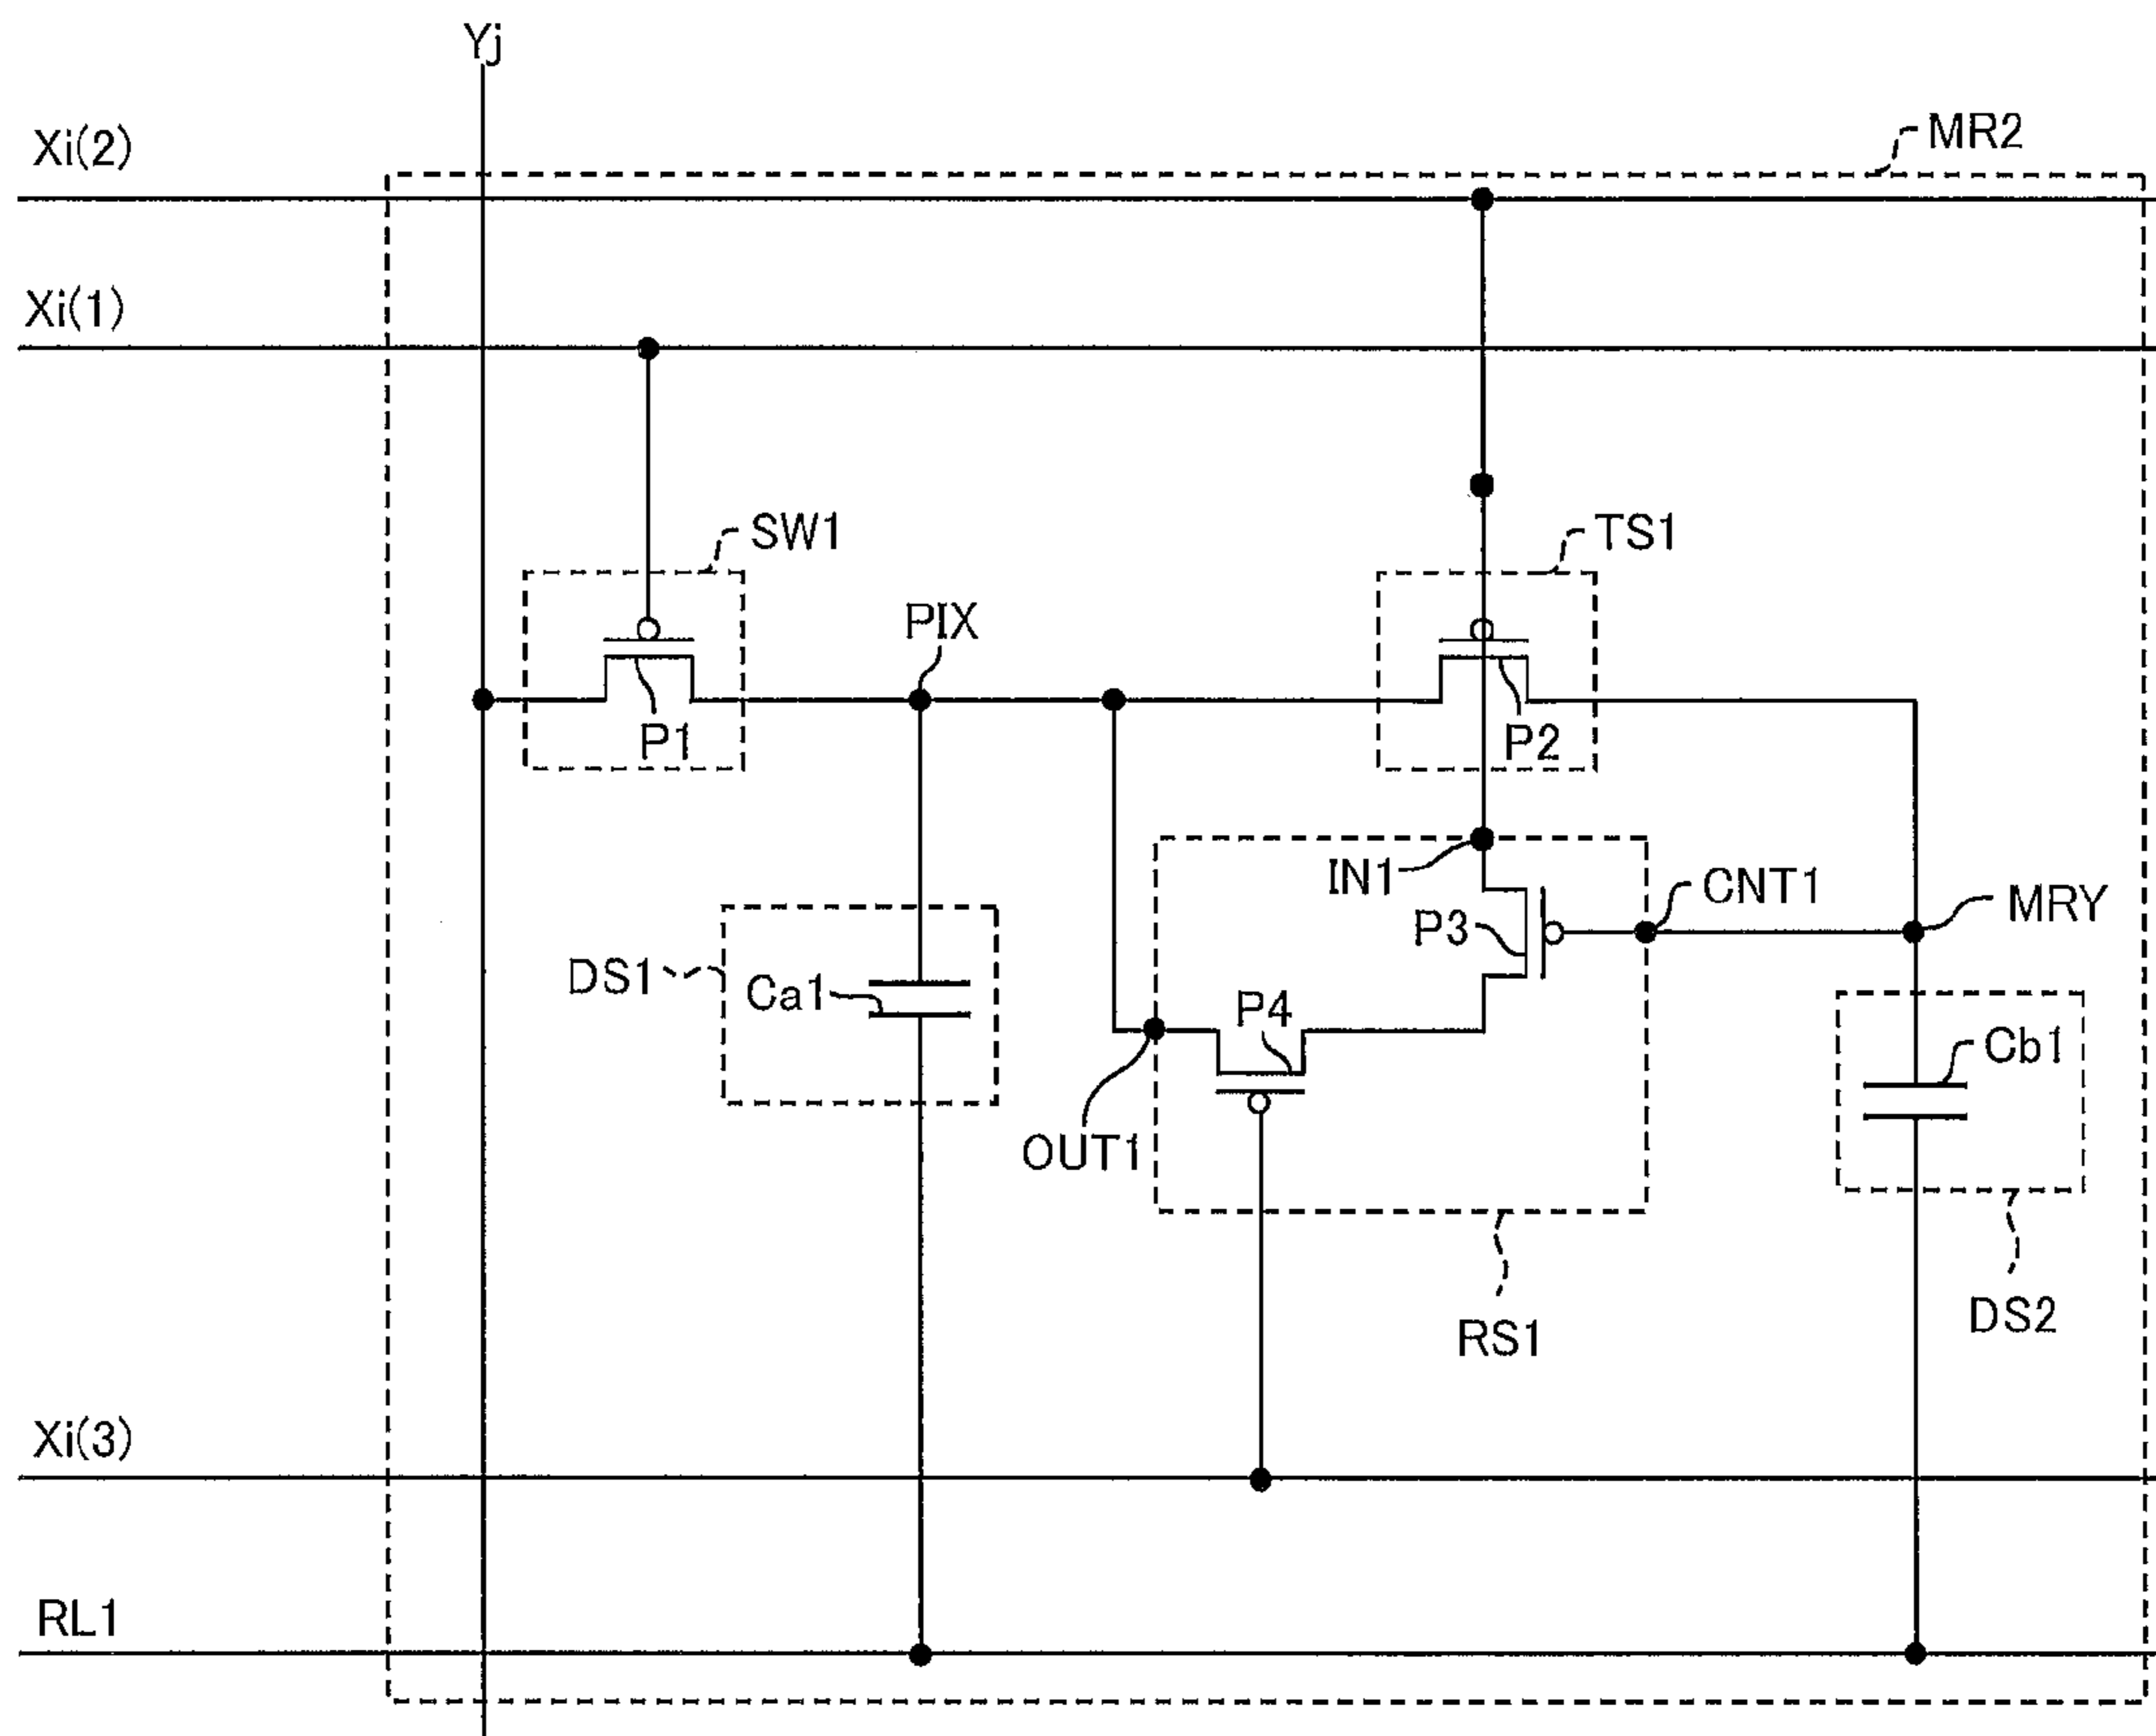 Yj
MR2
Xi(2)
Xi(1)
SW1
TS1
PIX
P1
P2
IN1
CNT1
MRY
P3
DS1
Ca1
P4
Cb1
OUT1
RS1
DS2
Xi(3)
RL1